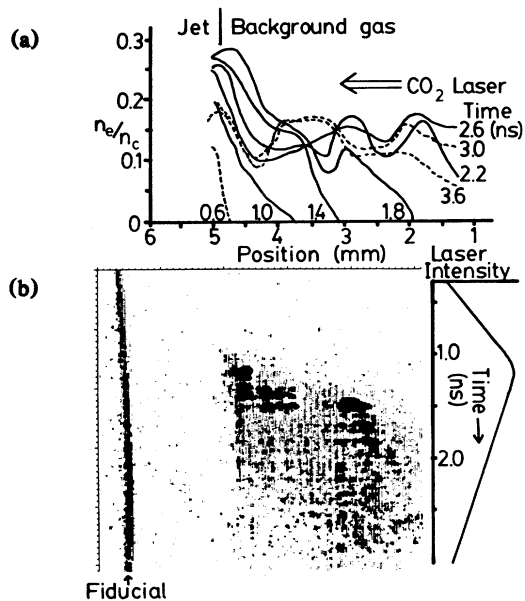 (a)
Jet | Background gas
0.3
0.2
0.1
0
ne/nc
CO2 Laser
Time
2.6 (ns)
3.0
2.2
3.6
0.6 1.0 1.4 1.8
6 5 4 3 2 1
Position (mm)
Laser
Intensity
(b)
1.0
Time (ns)
2.0
Fiducial